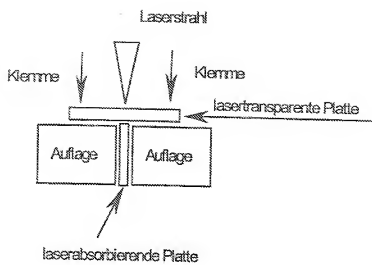 Laserstrahl
Klemme
Klemme
lasertransparente Platte
Auflage
Auflage
laserabsorbierende Platte